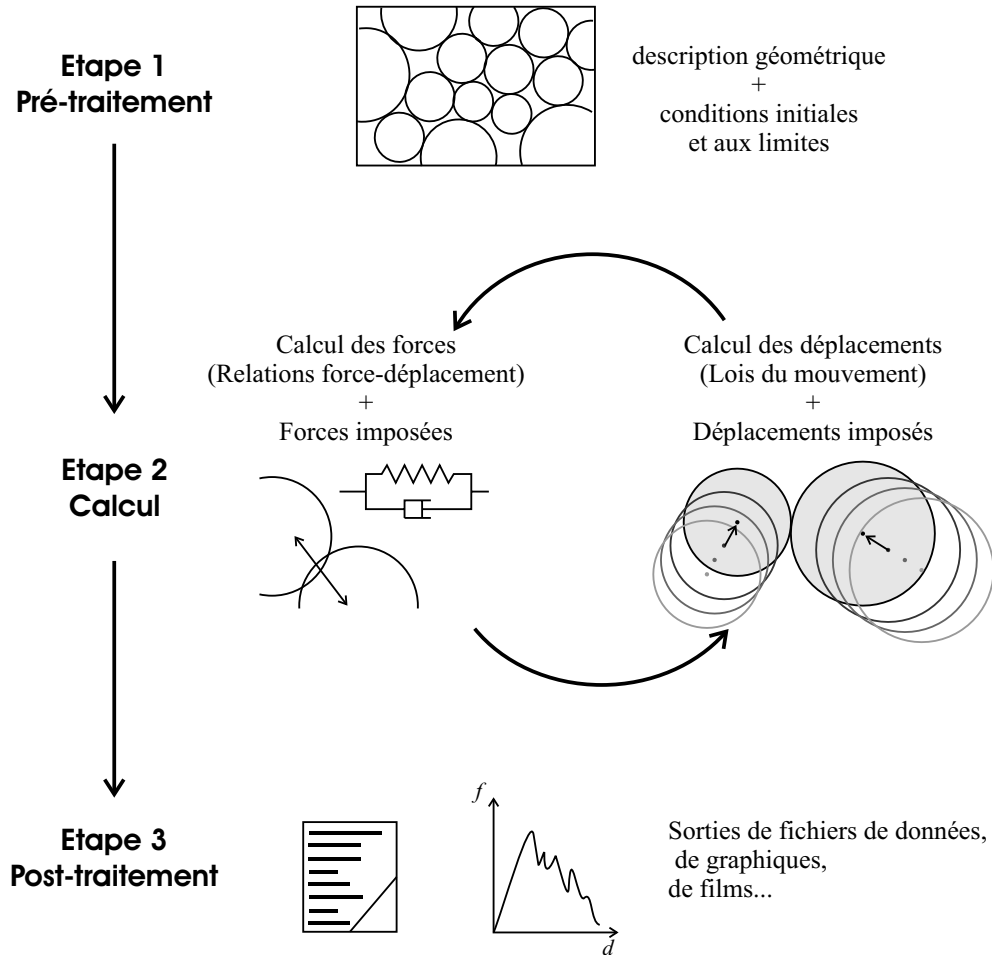 Etape 1
Pré-traitement
description géométrique
+
conditions initiales
et aux limites
Calcul des forces
(Relations force-déplacement)
+
Forces imposées
Calcul des déplacements
(Lois du mouvement)
+
Déplacements imposés
Etape 2
Calcul
Etape 3
Post-traitement
f
d
Sorties de fichiers de données,
de graphiques,
de films...